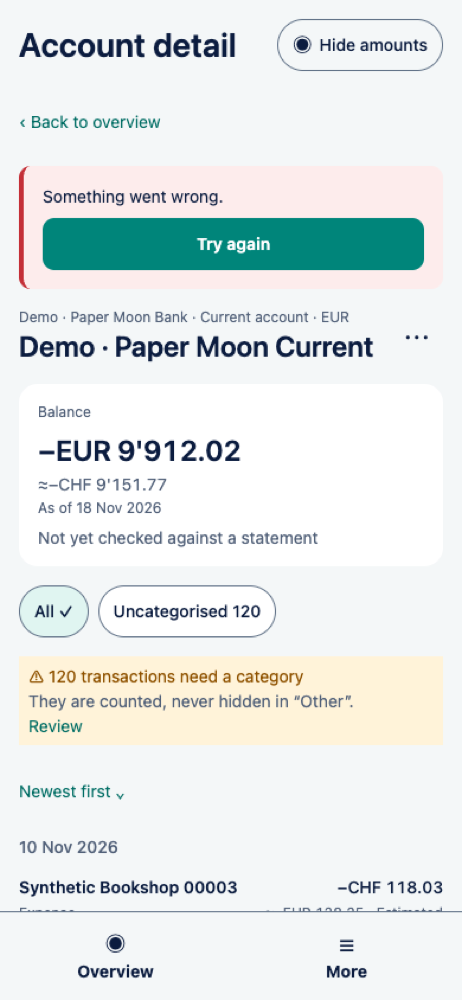 Account detail
Hide amounts
‹ Back to overview
Something went wrong.
Try again
Demo · Paper Moon Bank · Current account · EUR
Demo · Paper Moon Current
...
Balance
−EUR 9'912.02
≈−CHF 9'151.77
As of 18 Nov 2026
Not yet checked against a statement
All ✓
Uncategorised 120
⚠ 120 transactions need a category
They are counted, never hidden in “Other”.
Review
Newest first ⌄
10 Nov 2026
Synthetic Bookshop 00003
−CHF 118.03
Overview
More